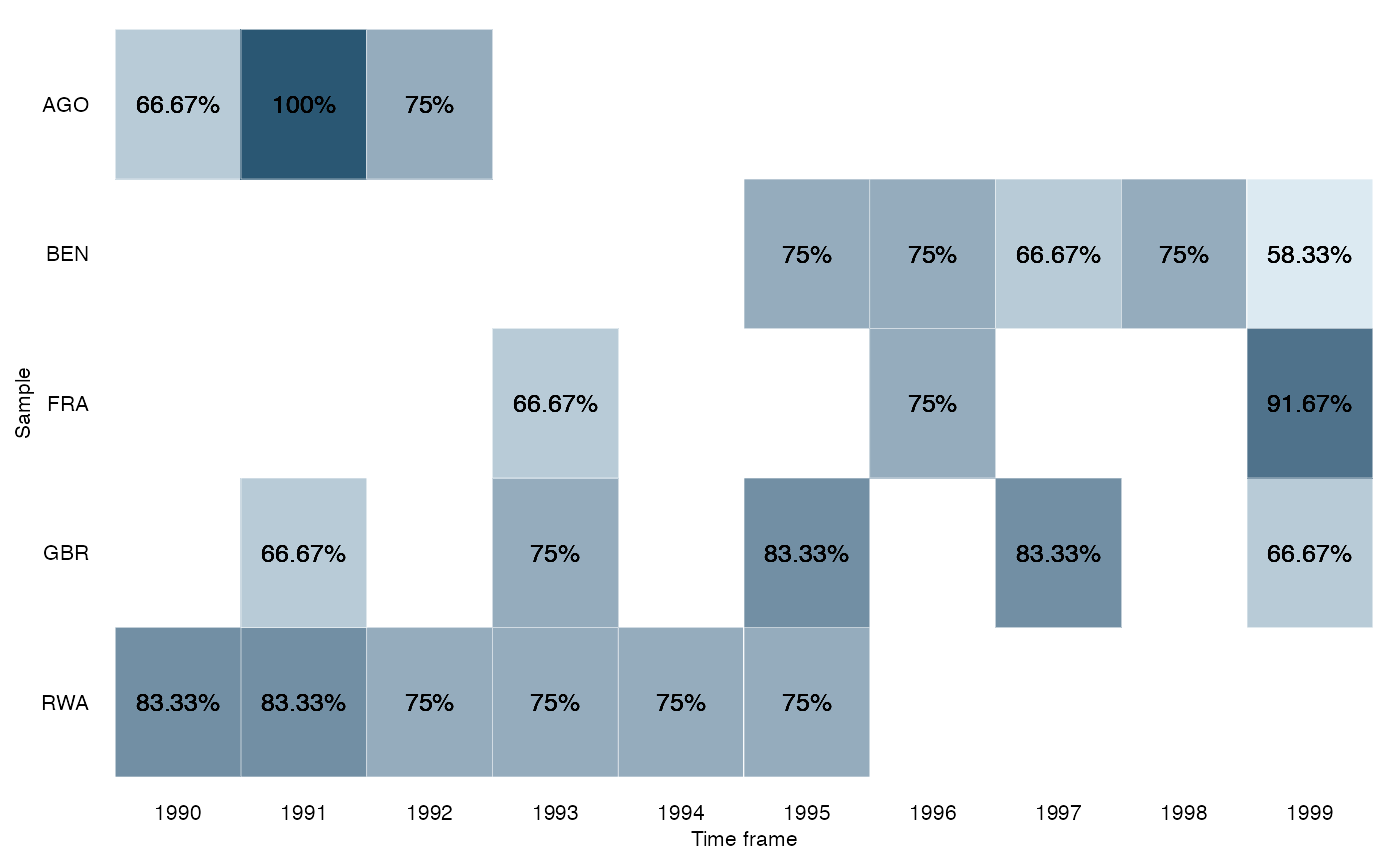 AGO 66.67% 100% 75%
BEN 75% 75% 66.67% 75% 58.33%
Sample
FRA 66.67% 75% 91.67%
GBR 66.67% 75% 83.33% 83.33% 66.67%
RWA 83.33% 83.33% 75% 75% 75% 75%
1990 1991 1992 1993 1994 1995 1996 1997 1998 1999
Time frame